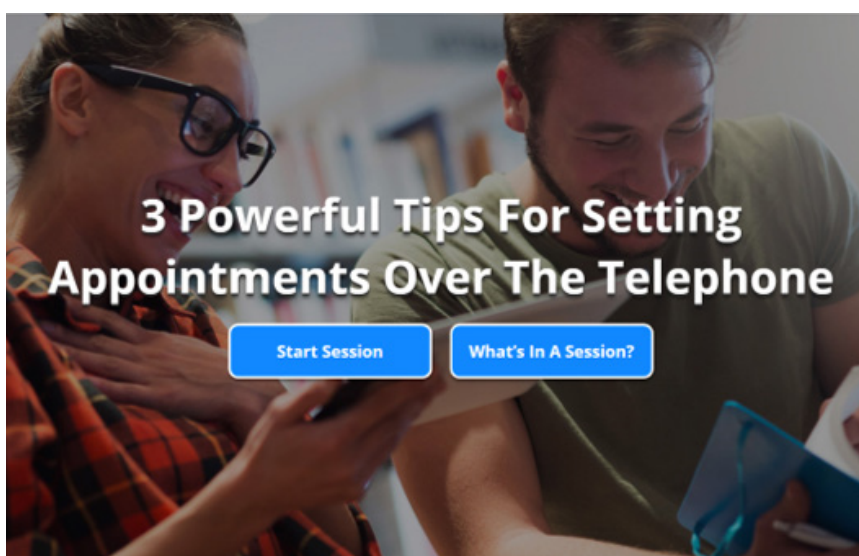 3 Powerful Tips For Setting
Appointments Over The Telephone
Start Session
What's In A Session?